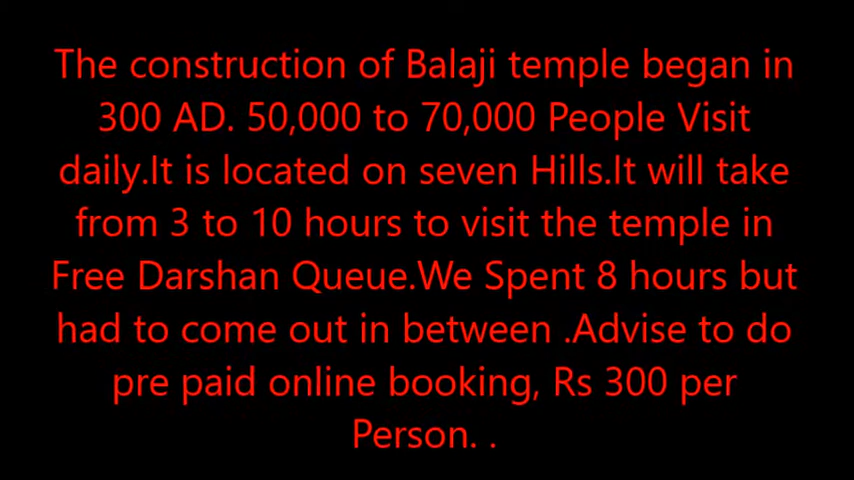 The construction of Balaji temple began in
300 AD. 50,000 to 70,000 People Visit
daily.It is located on seven Hills.It will take
from 3 to 10 hours to visit the temple in
Free Darshan Queue.We Spent 8 hours but
had to come out in between .Advise to do
pre paid online booking, Rs 300 per
Person. .